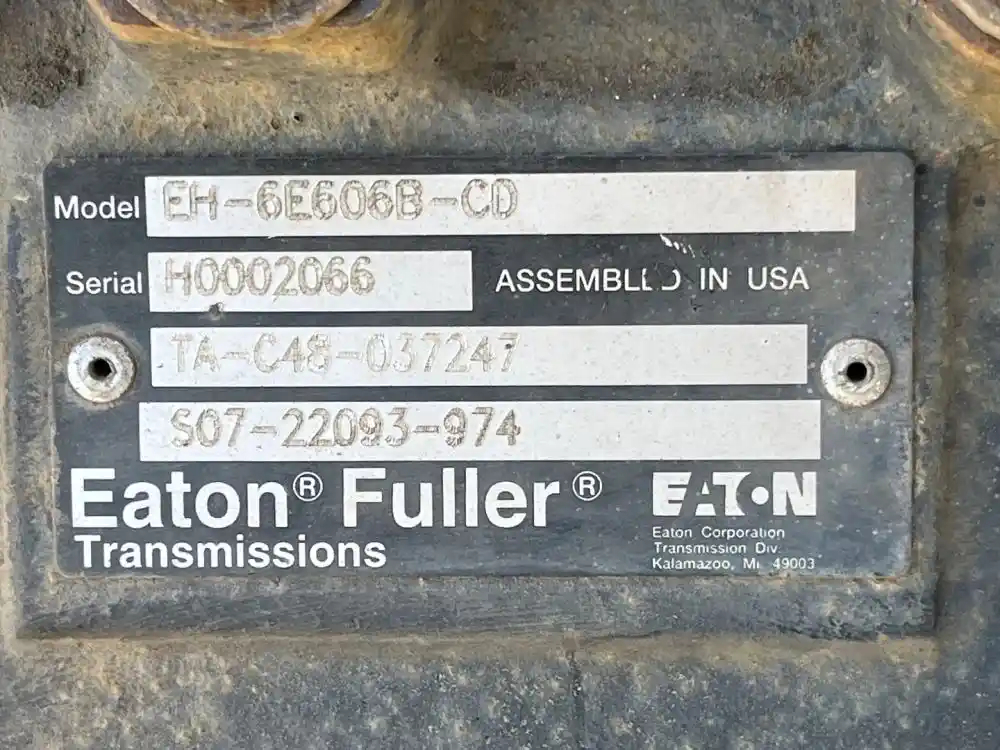 Model EH-6E606B-CD
Serial H0002066 ASSEMBLED IN USA
TA-C48-037247
S07-22093-974
Eaton® Fuller®
Transmissions
EATON
Eaton Corporation
Transmission Div.
Kalamazoo, MI 49003